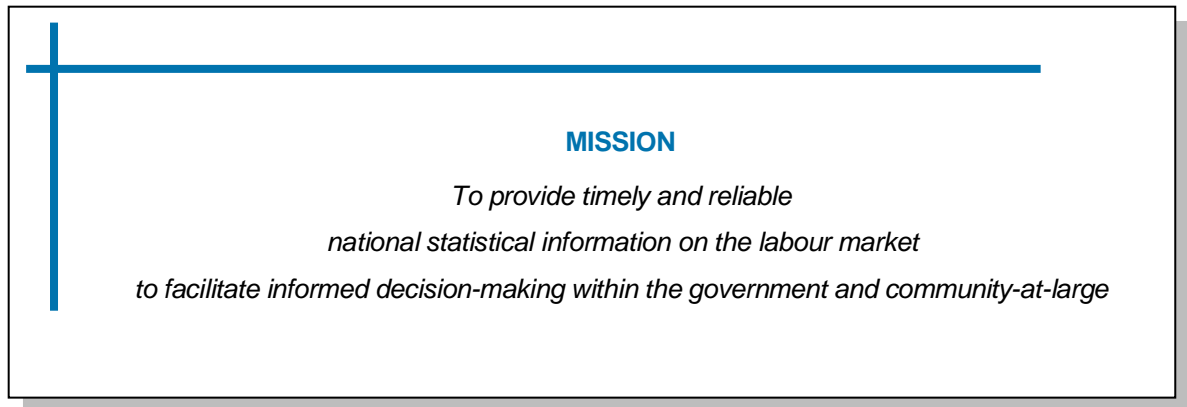 MISSION
To provide timely and reliable
national statistical information on the labour market
to facilitate informed decision-making within the government and community-at-large